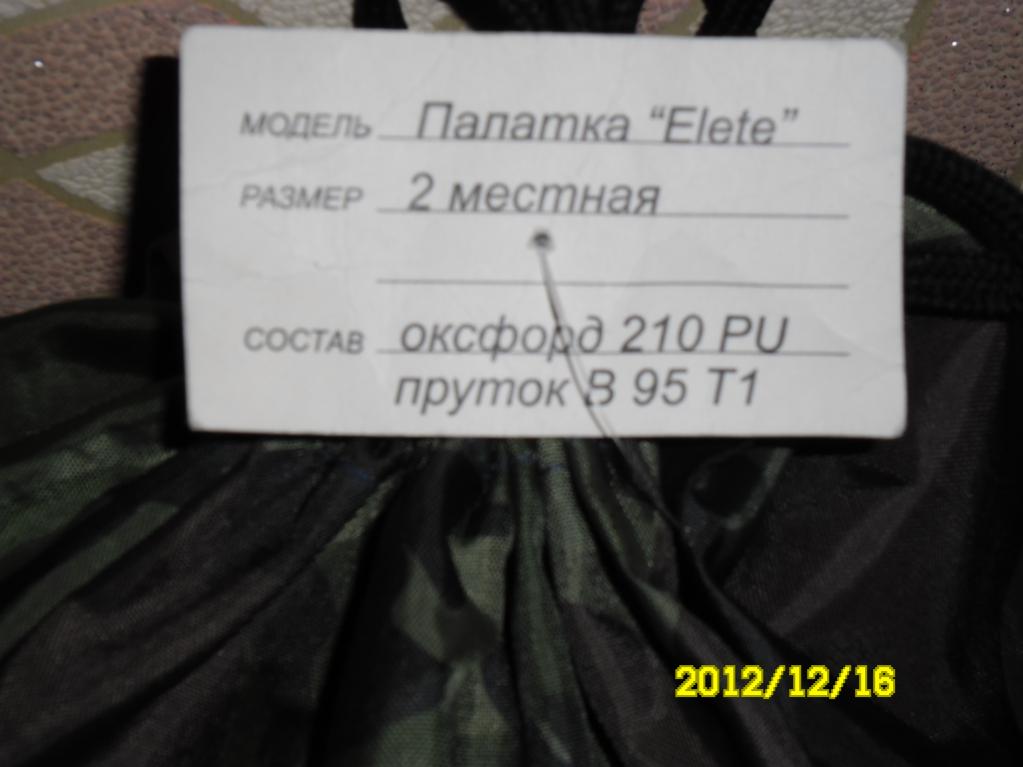 МОДЕЛЬ Палатка “Elete”
РАЗМЕР 2 местная
СОСТАВ оксфорд 210 PU
пруток В 95 Т1
2012/12/16